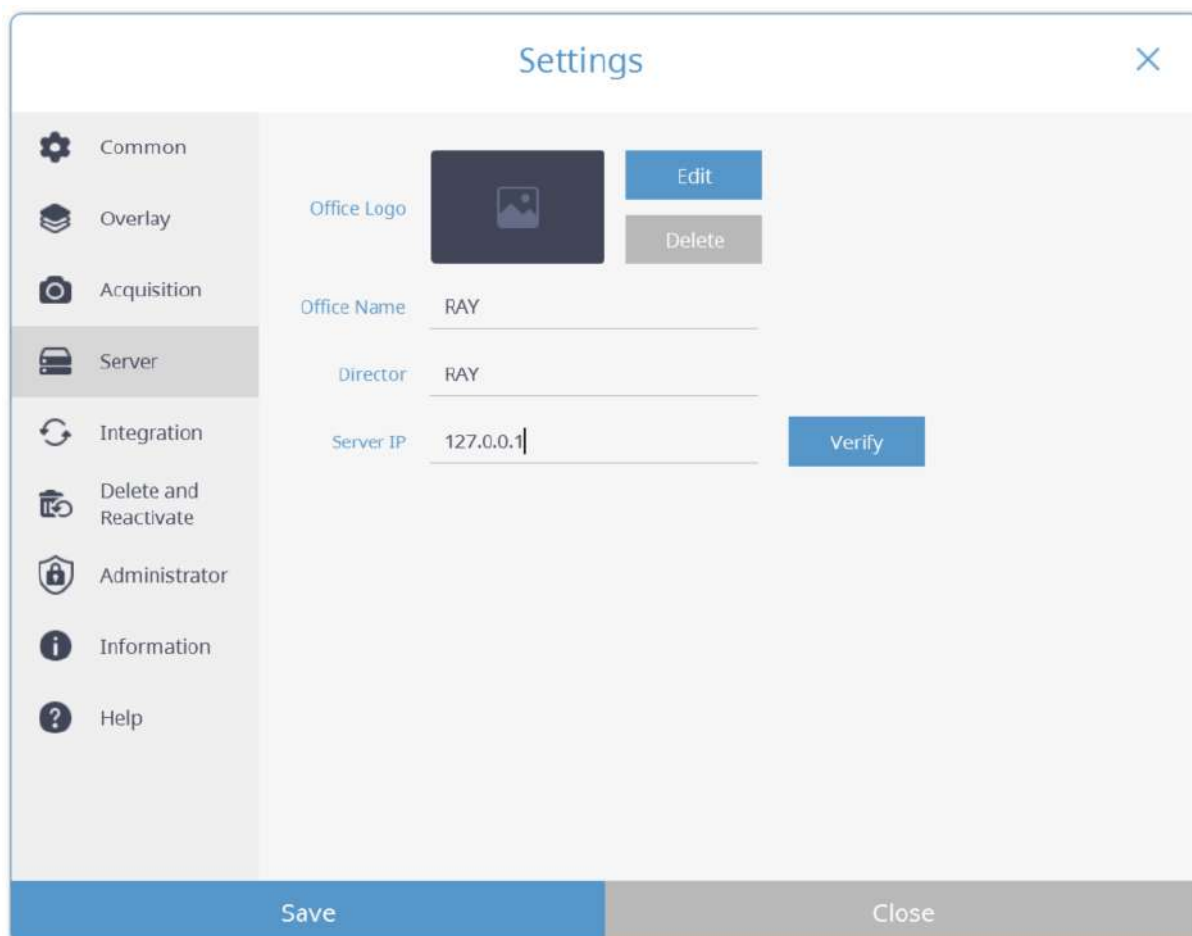 Settings
Common
Overlay
Acquisition
Server
Integration
Delete and
Reactivate
Administrator
Information
Help
Office Logo
Edit
Delete
Office Name
RAY
Director
RAY
Server IP
127.0.0.1
Verify
Save
Close